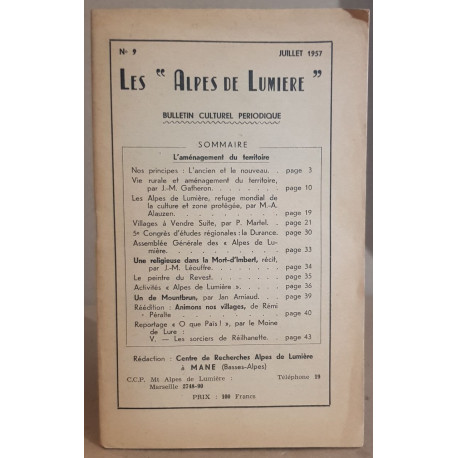 N° 9 JUILLET 1957
LES " ALPES DE LUMIERE "
BULLETIN CULTUREL PERIODIQUE
SOMMAIRE
L'aménagement du territoire
Nos principes : L'ancien et le nouveau. . page 3
Vie rurale et aménagement du territoire,
par J.-M. Gatheron. . . . . . page 10
Les Alpes de Lumière, refuge mondial de
la culture et zone protégée, par M.-A.
Alauzen. . . . . . . . page 19
Villages à Vendre Suite, par P. Martel. . page 21
5e Congrès d'études régionales : la Durance. page 30
Assemblée Générale des « Alpes de Lu-
mière. . . . . . . . page 33
Une religieuse dans la Mort-d'Imbert, récit,
par J.-M. Léouffre. . . . . . page 34
Le peintre du Revest. . . . . . page 35
Activités « Alpes de Lumière ». . . . page 36
Un de Mountbrun, par Jan Arniaud. . . page 39
Réédition : Animons nos villages, de Rémi
Péralte . . . . . . . page 40
Reportage « O que Païs ! », par le Moine
de Lure :
V. — Les sorciers de Réilhanette. . page 43
Rédaction : Centre de Recherches Alpes de Lumière
à MANE (Basses-Alpes)
C.C.P. Mt Alpes de Lumière : Téléphone 19
Marseille 2748-80
PRIX : 100 Francs